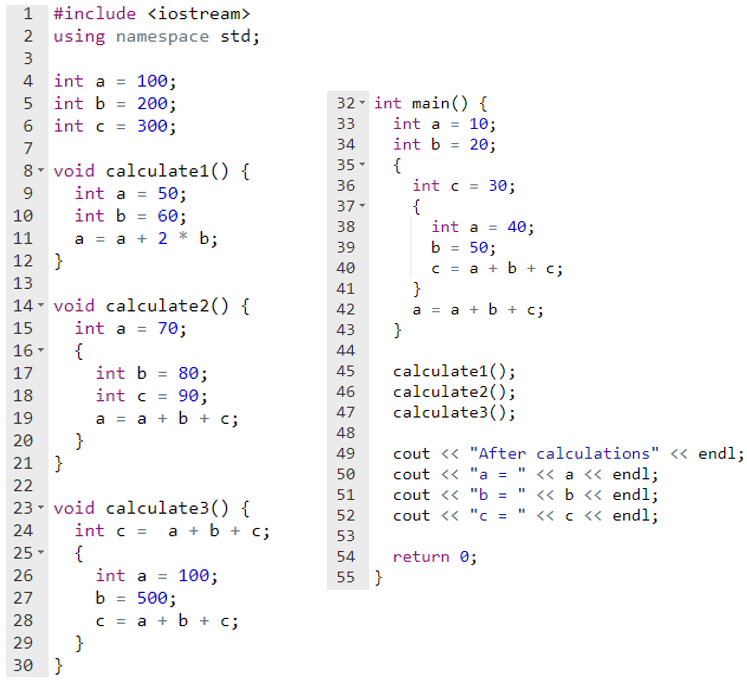 1 #include <iostream>
2 using namespace std;
3
4 int a = 100;
5 int b = 200;
6 int c = 300;
7
8 void calculate1() {
9   int a = 50;
10   int b = 60;
11   a = a + 2 * b;
12 }
13
14 void calculate2() {
15   int a = 70;
16   {
17     int b = 80;
18     int c = 90;
19     a = a + b + c;
20   }
21 }
22
23 void calculate3() {
24   int c =  a + b + c;
25   {
26     int a = 100;
27     b = 500;
28     c = a + b + c;
29   }
30 }
32 int main() {
33   int a = 10;
34   int b = 20;
35   {
36     int c = 30;
37     {
38       int a = 40;
39       b = 50;
40       c = a + b + c;
41     }
42     a = a + b + c;
43   }
44
45   calculate1();
46   calculate2();
47   calculate3();
48
49   cout << "After calculations" << endl;
50   cout << "a = " << a << endl;
51   cout << "b = " << b << endl;
52   cout << "c = " << c << endl;
53
54   return 0;
55 }